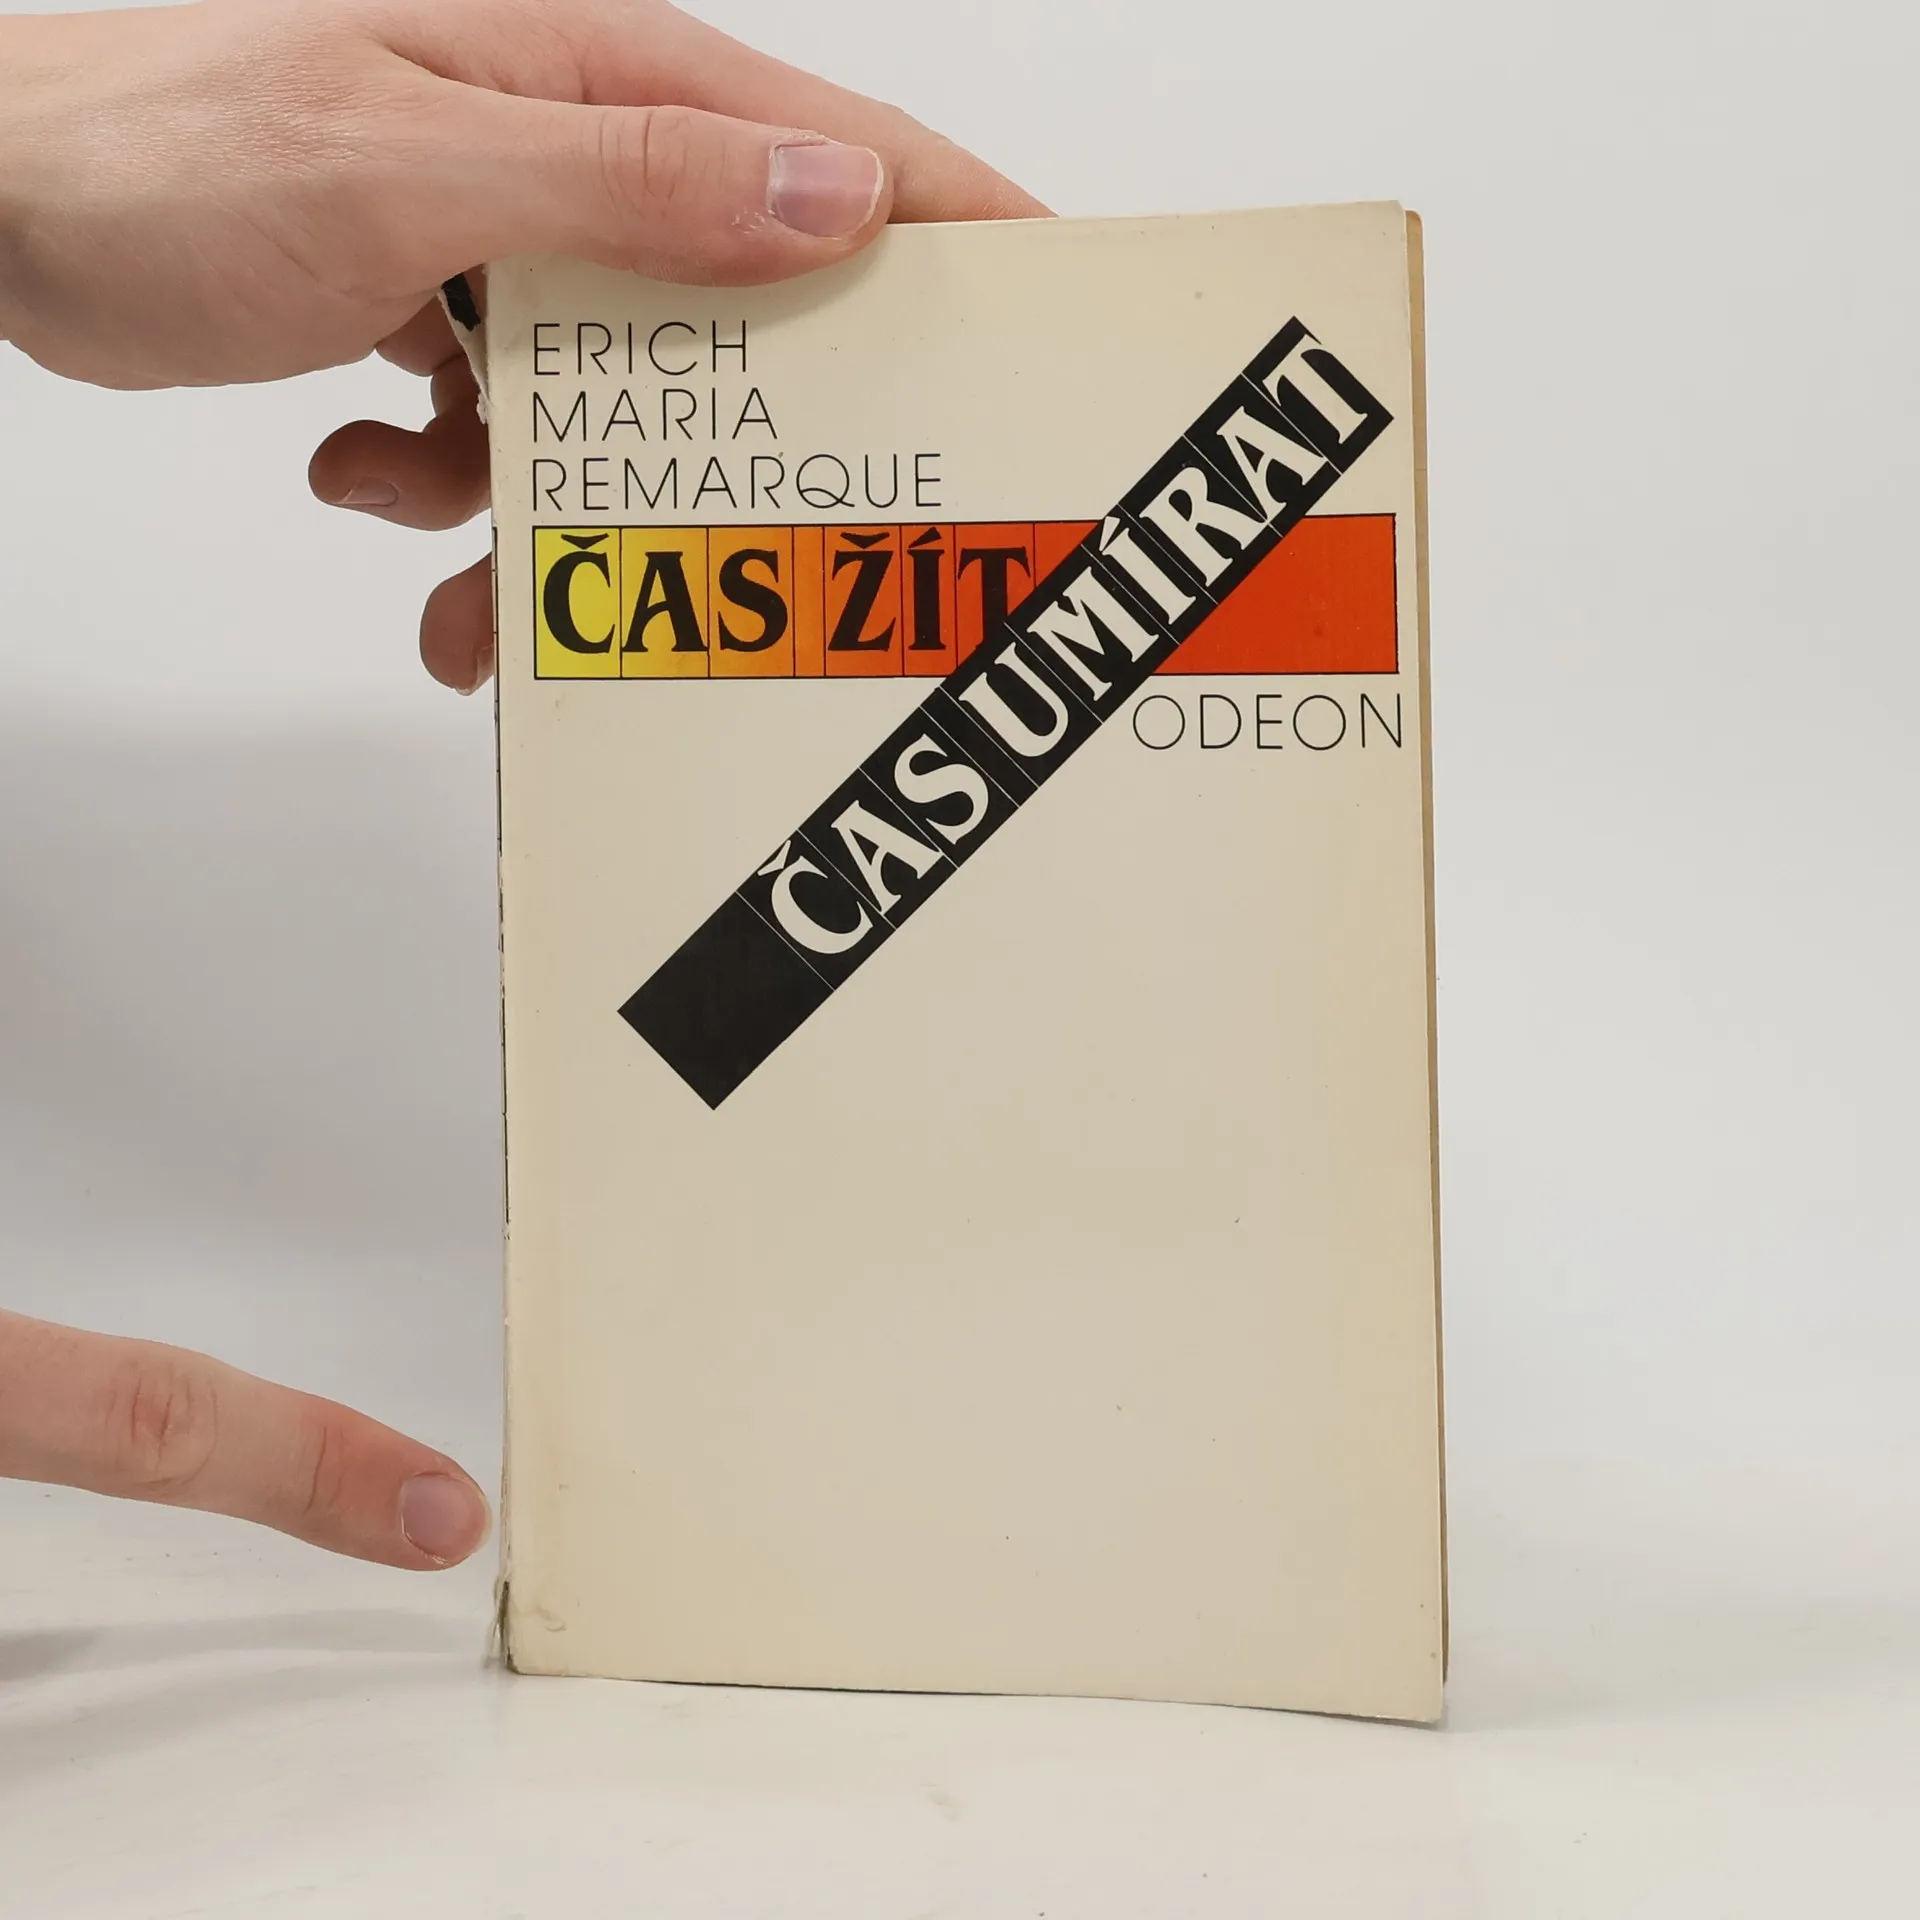 ERICH
MARIA
REMARQUE
ČAS ŽÍT
ČAS UMÍRAT
ODEON